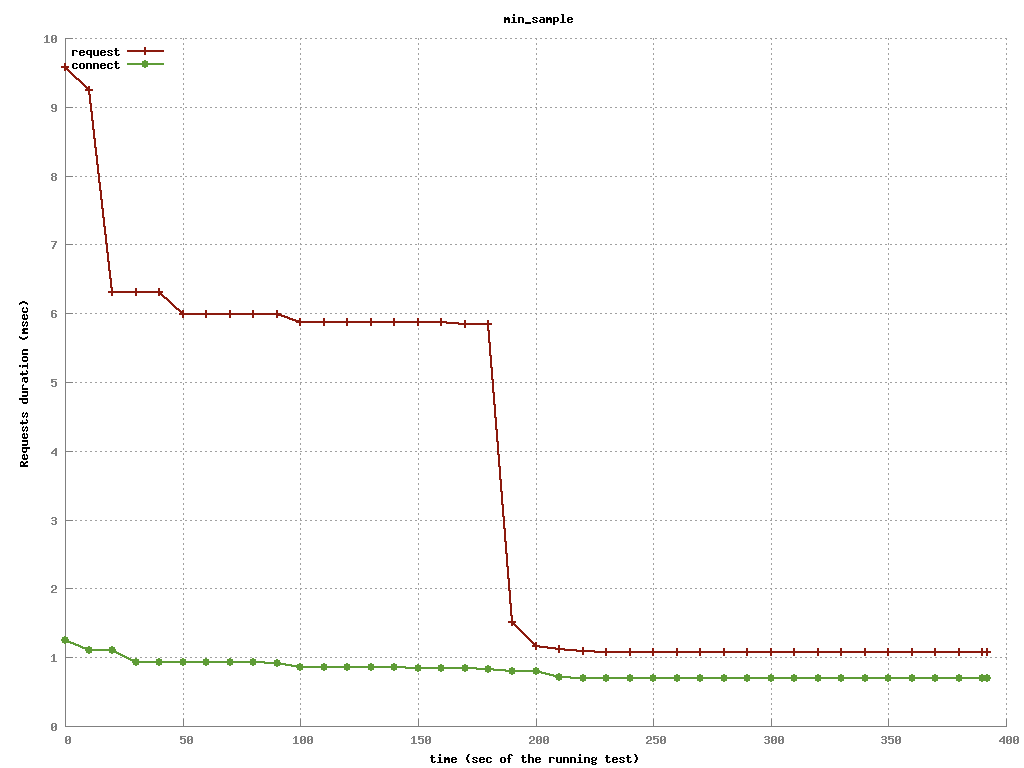 min_sample
request
connect
10
9
8
7
6
5
4
3
2
1
0
Requests duration (msec)
0 50 100 150 200 250 300 350 400
time (sec of the running test)